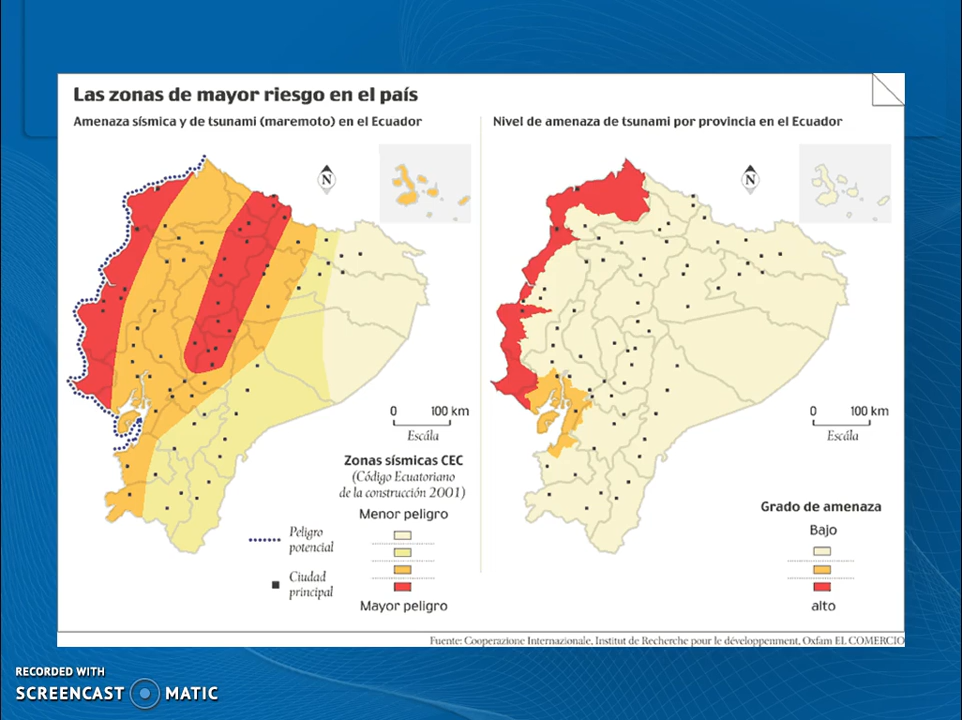 Las zonas de mayor riesgo en el país
Amenaza sísmica y de tsunami (maremoto) en el Ecuador
N
0 100 km
Escála
Zonas sísmicas CEC
(Código Ecuatoriano
de la construcción 2001)
Menor peligro
Mayor peligro
Peligro
potencial
Ciudad
principal
Nivel de amenaza de tsunami por provincia en el Ecuador
N
0 100 km
Escála
Grado de amenaza
Bajo
alto
Fuente: Cooperazione Internazionale, Institut de Recherche pour le développenment, Oxfam EL COMERCIO
RECORDED WITH
SCREENCAST MATIC